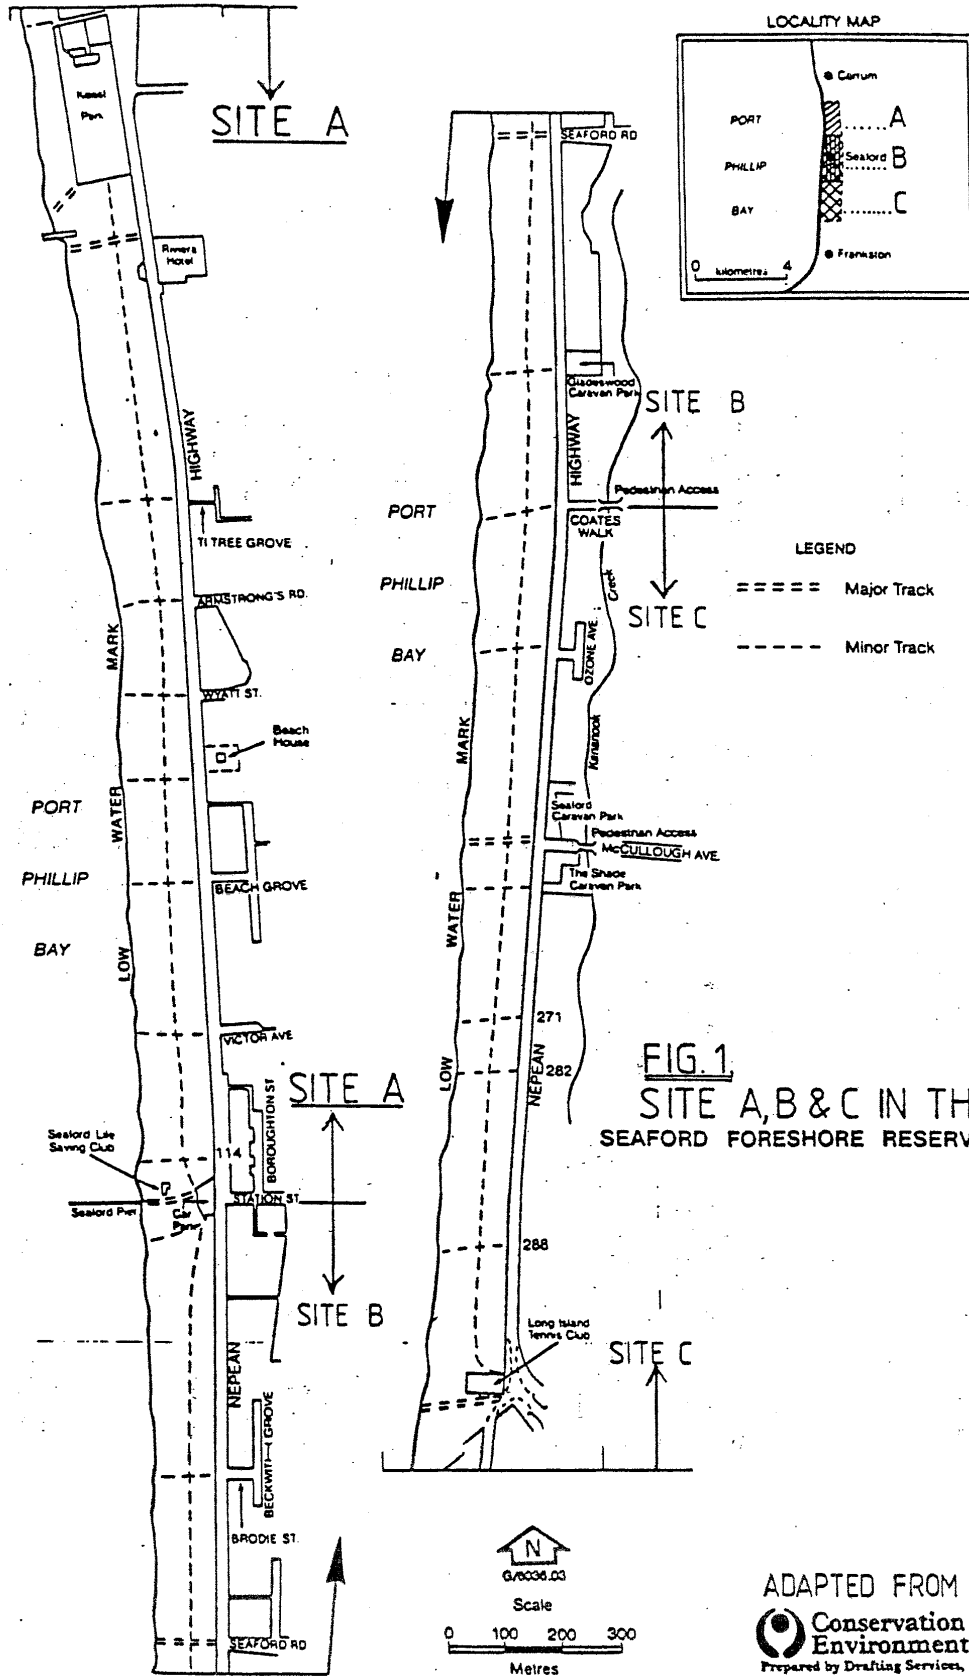 LOCALITY MAP
Carrum
PORT
PHILLIP
BAY
A
Seaford B
C
Frankston
0 kilometres 4
Keast
Park
SITE A
Riviera
Hotel
HIGHWAY
TI TREE GROVE
ARMSTRONG'S RD.
WYATT ST.
Beach
House
MARK
WATER
LOW
PORT
PHILLIP
BAY
BEACH GROVE
VICTOR AVE
BOROUGHTON ST
SITE A
Seaford Life
Saving Club
114
STATION ST
Seaford Pier
Car
Park
SITE B
NEPEAN
BECKWITH GROVE
BRODIE ST.
SEAFORD RD
SEAFORD RD
Gladeswood
Caravan Park
SITE B
HIGHWAY
Pedestrian Access
COATES
WALK
PORT
PHILLIP
BAY
Creek
SITE C
OZONE AVE.
Kananook
MARK
WATER
LOW
Seaford
Caravan Park
Pedestrian Access
McCULLOUGH AVE.
The Shade
Caravan Park
271
282
NEPEAN
288
Long Island
Tennis Club
SITE C
LEGEND
Major Track
Minor Track
FIG.1
SITE A,B & C IN TH
SEAFORD FORESHORE RESERV
N
G/6036.03
Scale
0 100 200 300
Metres
ADAPTED FROM
Conservation
Environment
Prepared by Drafting Services,